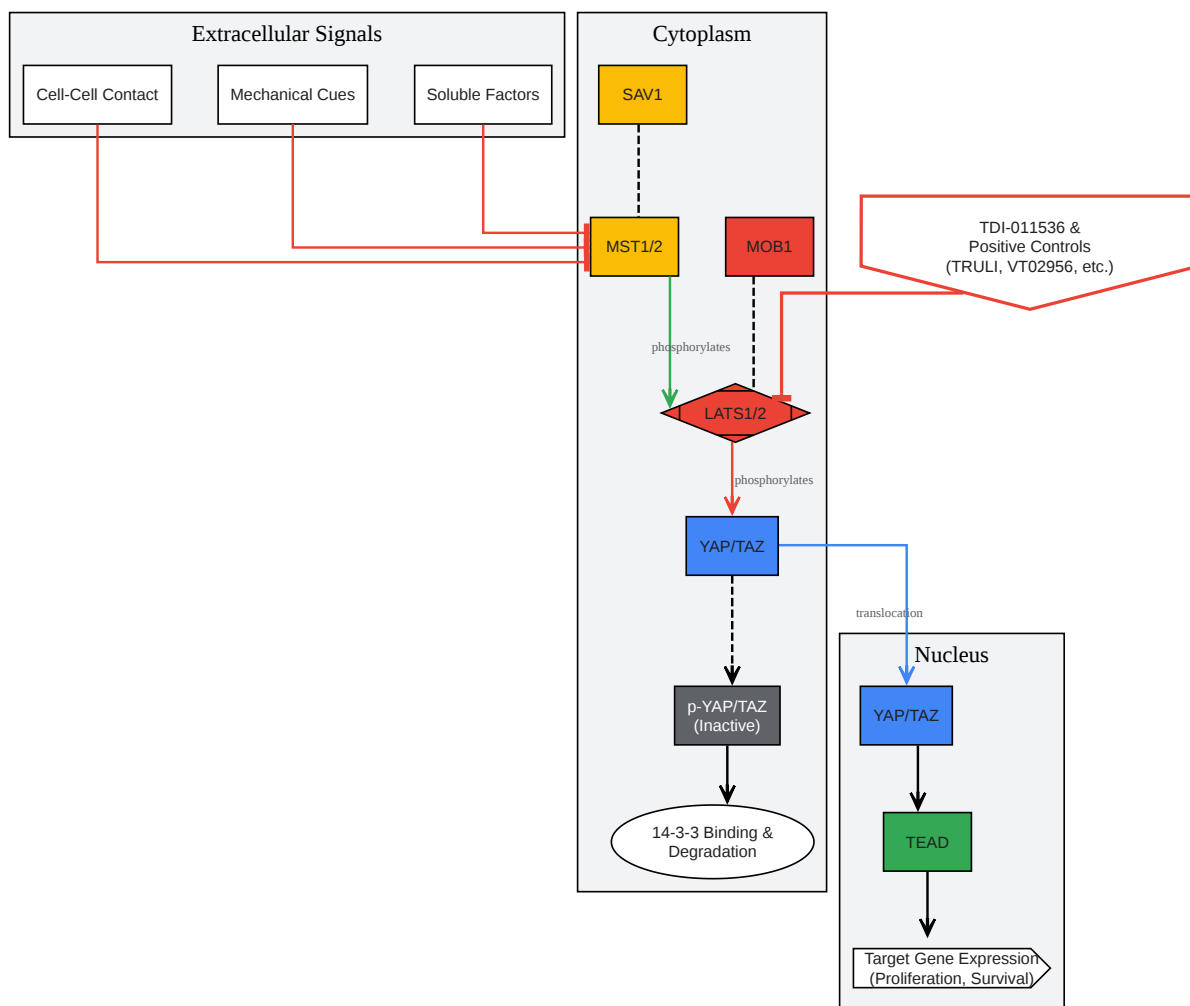 Extracellular Signals
Cell-Cell Contact
Mechanical Cues
Soluble Factors
Cytoplasm
SAV1
MST1/2
MOB1
TDI-011536 &
Positive Controls
(TRULI, VT02956, etc.)
phosphorylates
LATS1/2
phosphorylates
YAP/TAZ
translocation
Nucleus
p-YAP/TAZ
(Inactive)
YAP/TAZ
14-3-3 Binding &
Degradation
TEAD
Target Gene Expression
(Proliferation, Survival)